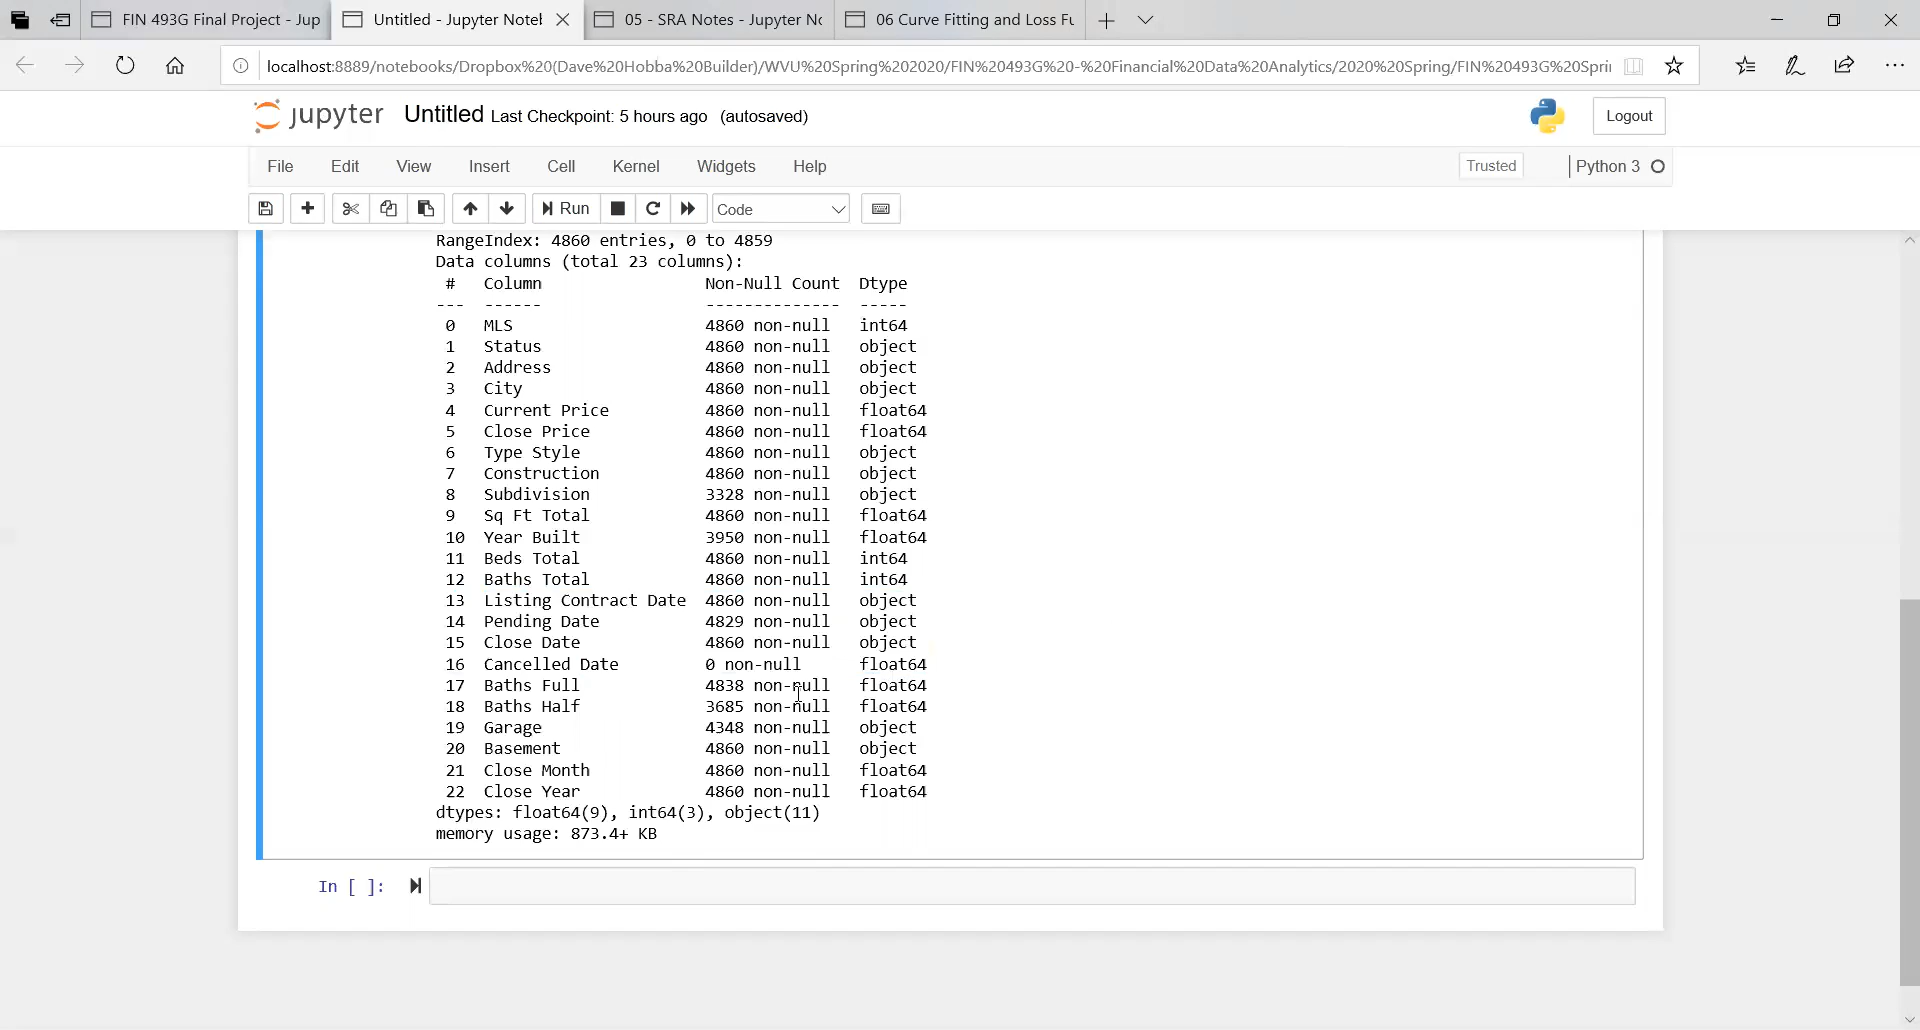 FIN 493G Final Project - Jup
Untitled - Jupyter Noteb
05 - SRA Notes - Jupyter No
06 Curve Fitting and Loss Fu
localhost:8889/notebooks/Dropbox%20(Dave%20Hobba%20Builder)/WVU%20Spring%202020/FIN%20493G%20-%20Financial%20Data%20Analytics/2020%20Spring/FIN%20493G%20Spri
jupyter Untitled Last Checkpoint: 5 hours ago (autosaved)
Logout
File Edit View Insert Cell Kernel Widgets Help
Trusted
Python 3
Run
Code
RangeIndex: 4860 entries, 0 to 4859
Data columns (total 23 columns):
# Column Non-Null Count Dtype
--- ------ -------------- -----
0 MLS 4860 non-null int64
1 Status 4860 non-null object
2 Address 4860 non-null object
3 City 4860 non-null object
4 Current Price 4860 non-null float64
5 Close Price 4860 non-null float64
6 Type Style 4860 non-null object
7 Construction 4860 non-null object
8 Subdivision 3328 non-null object
9 Sq Ft Total 4860 non-null float64
10 Year Built 3950 non-null float64
11 Beds Total 4860 non-null int64
12 Baths Total 4860 non-null int64
13 Listing Contract Date 4860 non-null object
14 Pending Date 4829 non-null object
15 Close Date 4860 non-null object
16 Cancelled Date 0 non-null float64
17 Baths Full 4838 non-null float64
18 Baths Half 3685 non-null float64
19 Garage 4348 non-null object
20 Basement 4860 non-null object
21 Close Month 4860 non-null float64
22 Close Year 4860 non-null float64
dtypes: float64(9), int64(3), object(11)
memory usage: 873.4+ KB
In [ ]: